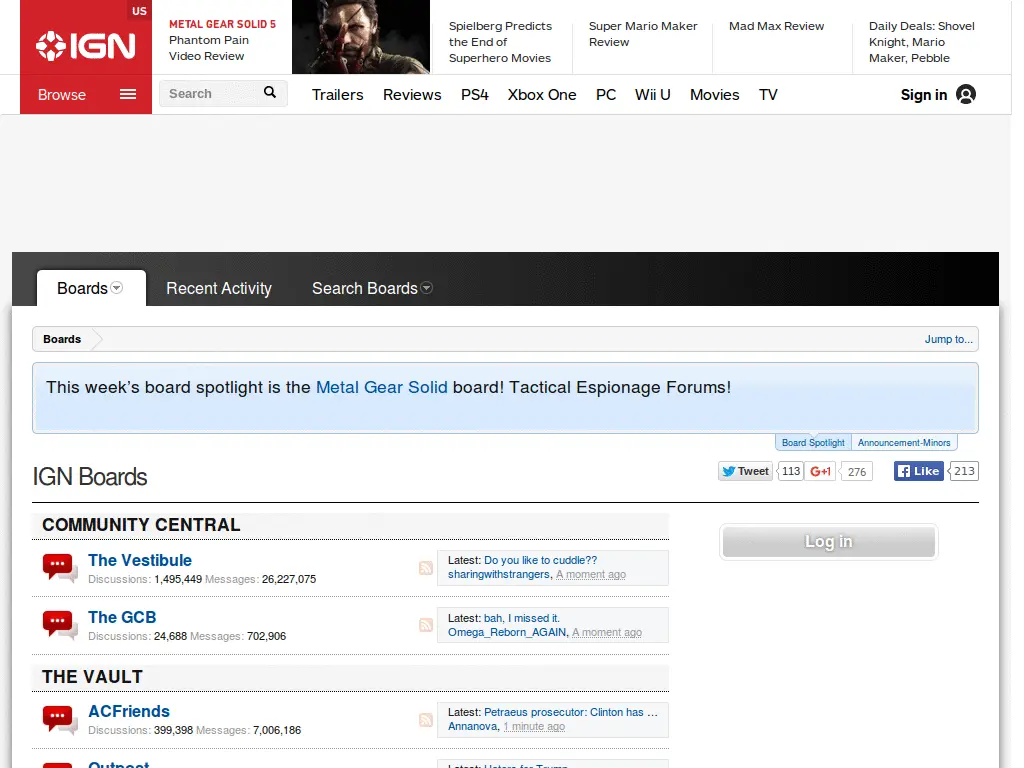 US
IGN
METAL GEAR SOLID 5
Phantom Pain
Video Review
Spielberg Predicts
the End of
Superhero Movies
Super Mario Maker
Review
Mad Max Review
Daily Deals: Shovel
Knight, Mario
Maker, Pebble
Browse
Search
Trailers Reviews PS4 Xbox One PC Wii U Movies TV
Sign in
Boards Recent Activity Search Boards
Boards
Jump to...
This week’s board spotlight is the Metal Gear Solid board! Tactical Espionage Forums!
Board Spotlight Announcement-Minors
IGN Boards
Tweet 113 G+1 276 Like 213
COMMUNITY CENTRAL
Log in
The Vestibule
Discussions: 1,495,449 Messages: 26,227,075
Latest: Do you like to cuddle??
sharingwithstrangers, A moment ago
The GCB
Discussions: 24,688 Messages: 702,906
Latest: bah, I missed it.
Omega_Reborn_AGAIN, A moment ago
THE VAULT
ACFriends
Discussions: 399,398 Messages: 7,006,186
Latest: Petraeus prosecutor: Clinton has ...
Annanova, 1 minute ago
Outpost
Latest: Haters for Trump